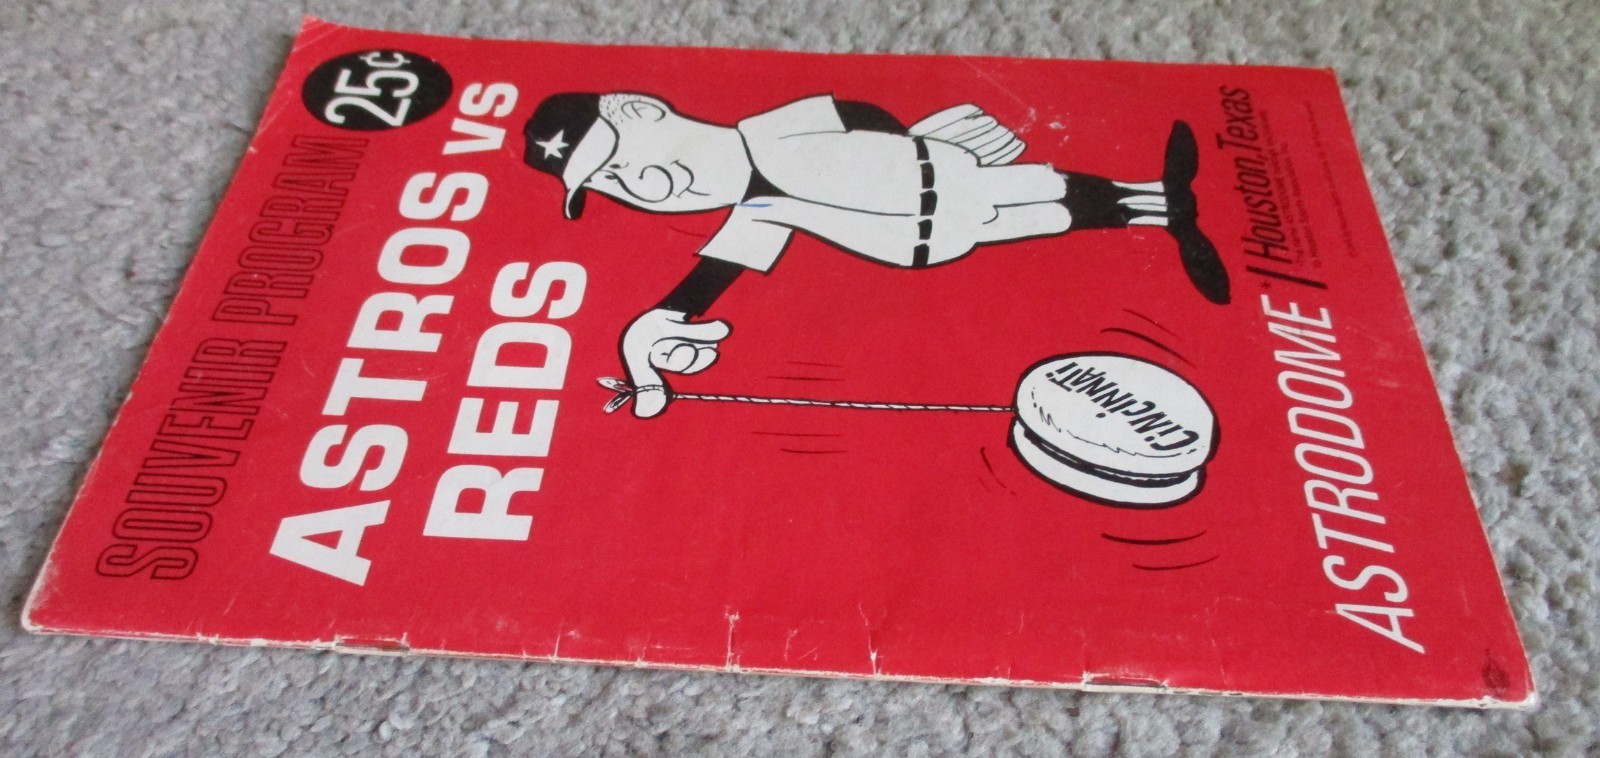 SOUVENIR PROGRAM
25¢
ASTROS vs
REDS
CiNCiNNATi
ASTRODOME* / Houston, Texas